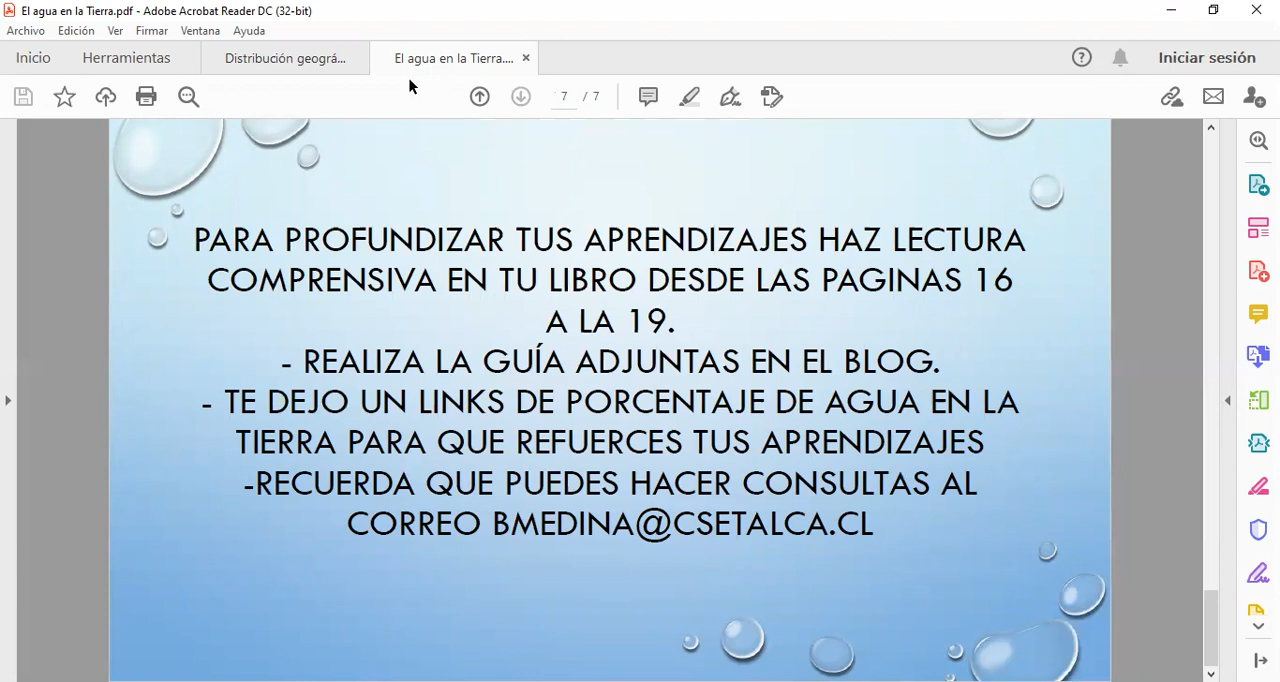 El agua en la Tierra.pdf - Adobe Acrobat Reader DC (32-bit)
Archivo Edición Ver Firmar Ventana Ayuda
Inicio Herramientas Distribución geográ... El agua en la Tierra.... Iniciar sesión
7 / 7
PARA PROFUNDIZAR TUS APRENDIZAJES HAZ LECTURA
COMPRENSIVA EN TU LIBRO DESDE LAS PAGINAS 16
A LA 19.
- REALIZA LA GUÍA ADJUNTAS EN EL BLOG.
- TE DEJO UN LINKS DE PORCENTAJE DE AGUA EN LA
TIERRA PARA QUE REFUERCES TUS APRENDIZAJES
-RECUERDA QUE PUEDES HACER CONSULTAS AL
CORREO BMEDINA@CSETALCA.CL